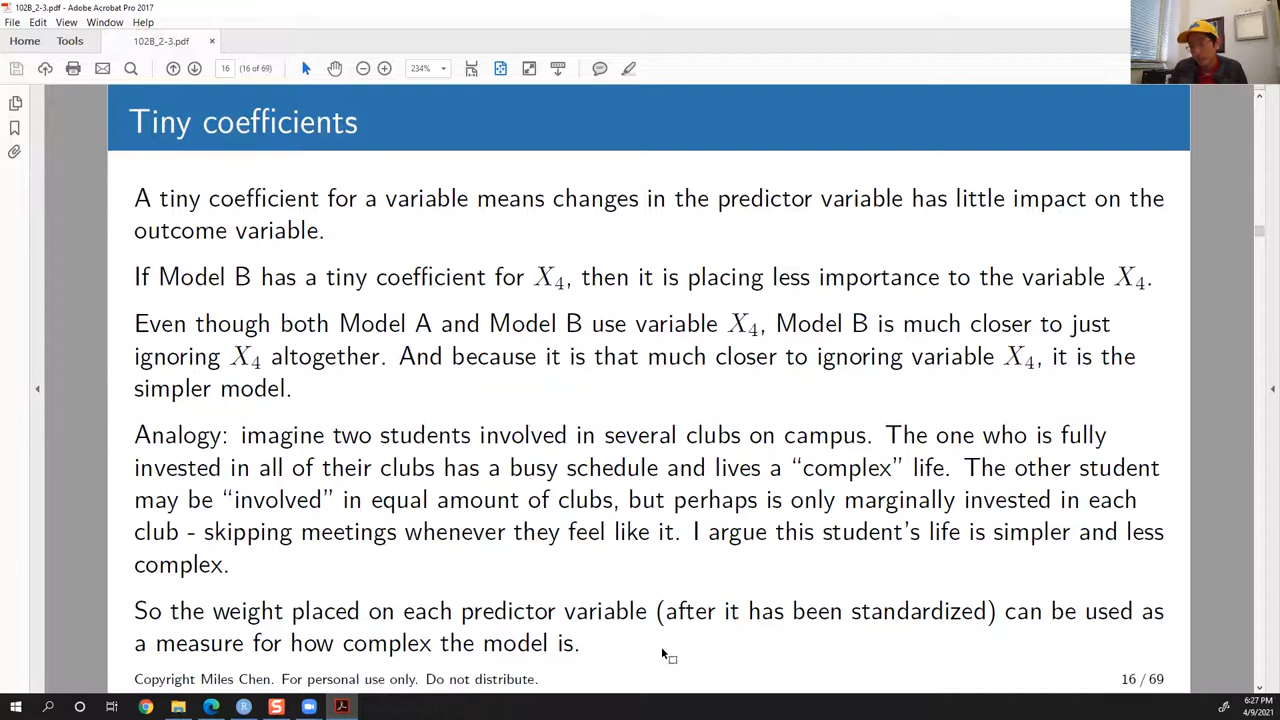 102B_2-3.pdf - Adobe Acrobat Pro 2017
File Edit View Window Help
Home Tools 102B_2-3.pdf ×
16 (16 of 69) 234%
Tiny coefficients
A tiny coefficient for a variable means changes in the predictor variable has little impact on the
outcome variable.
If Model B has a tiny coefficient for X₄, then it is placing less importance to the variable X₄.
Even though both Model A and Model B use variable X₄, Model B is much closer to just
ignoring X₄ altogether. And because it is that much closer to ignoring variable X₄, it is the
simpler model.
Analogy: imagine two students involved in several clubs on campus. The one who is fully
invested in all of their clubs has a busy schedule and lives a “complex” life. The other student
may be “involved” in equal amount of clubs, but perhaps is only marginally invested in each
club - skipping meetings whenever they feel like it. I argue this student’s life is simpler and less
complex.
So the weight placed on each predictor variable (after it has been standardized) can be used as
a measure for how complex the model is.
Copyright Miles Chen. For personal use only. Do not distribute. 16 / 69
6:27 PM
4/9/2021